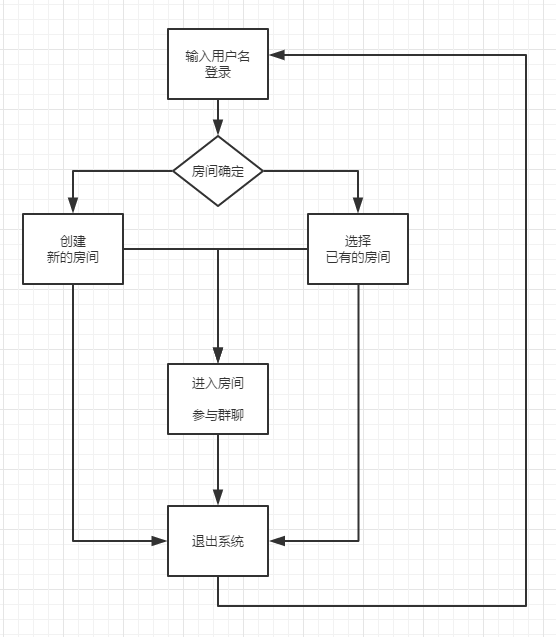 输入用户名
登录
房间确定
创建
新的房间
选择
已有的房间
进入房间
参与群聊
退出系统